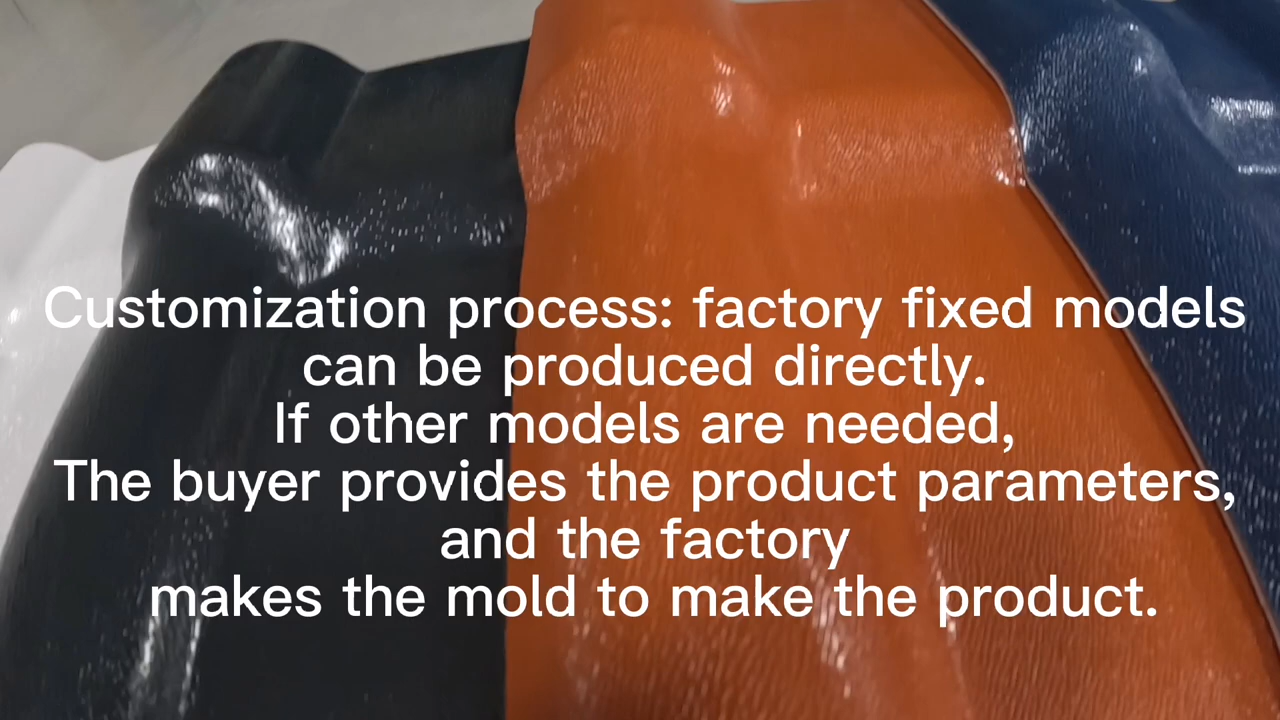 Customization process: factory fixed models
can be produced directly.
If other models are needed,
The buyer provides the product parameters,
and the factory
makes the mold to make the product.